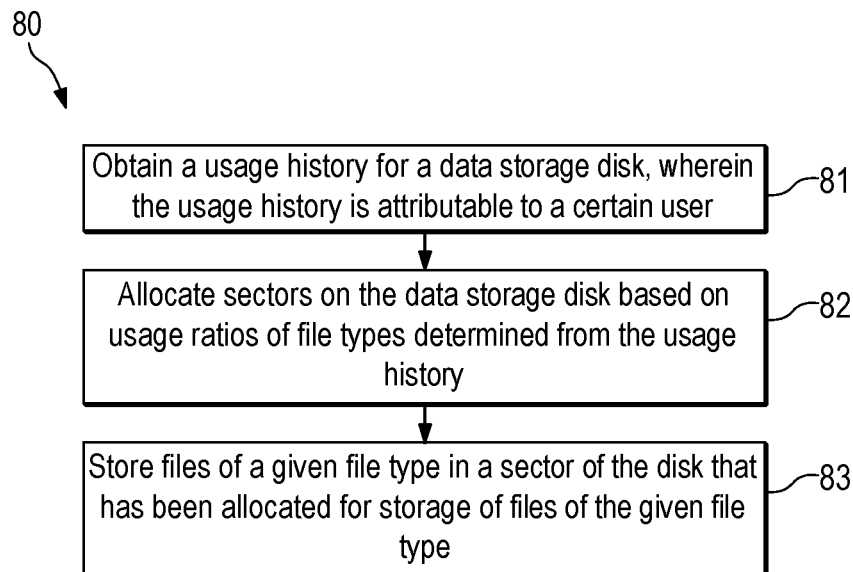 80
Obtain a usage history for a data storage disk, wherein
the usage history is attributable to a certain user
81
Allocate sectors on the data storage disk based on
usage ratios of file types determined from the usage
history
82
Store files of a given file type in a sector of the disk that
has been allocated for storage of files of the given file
type
83